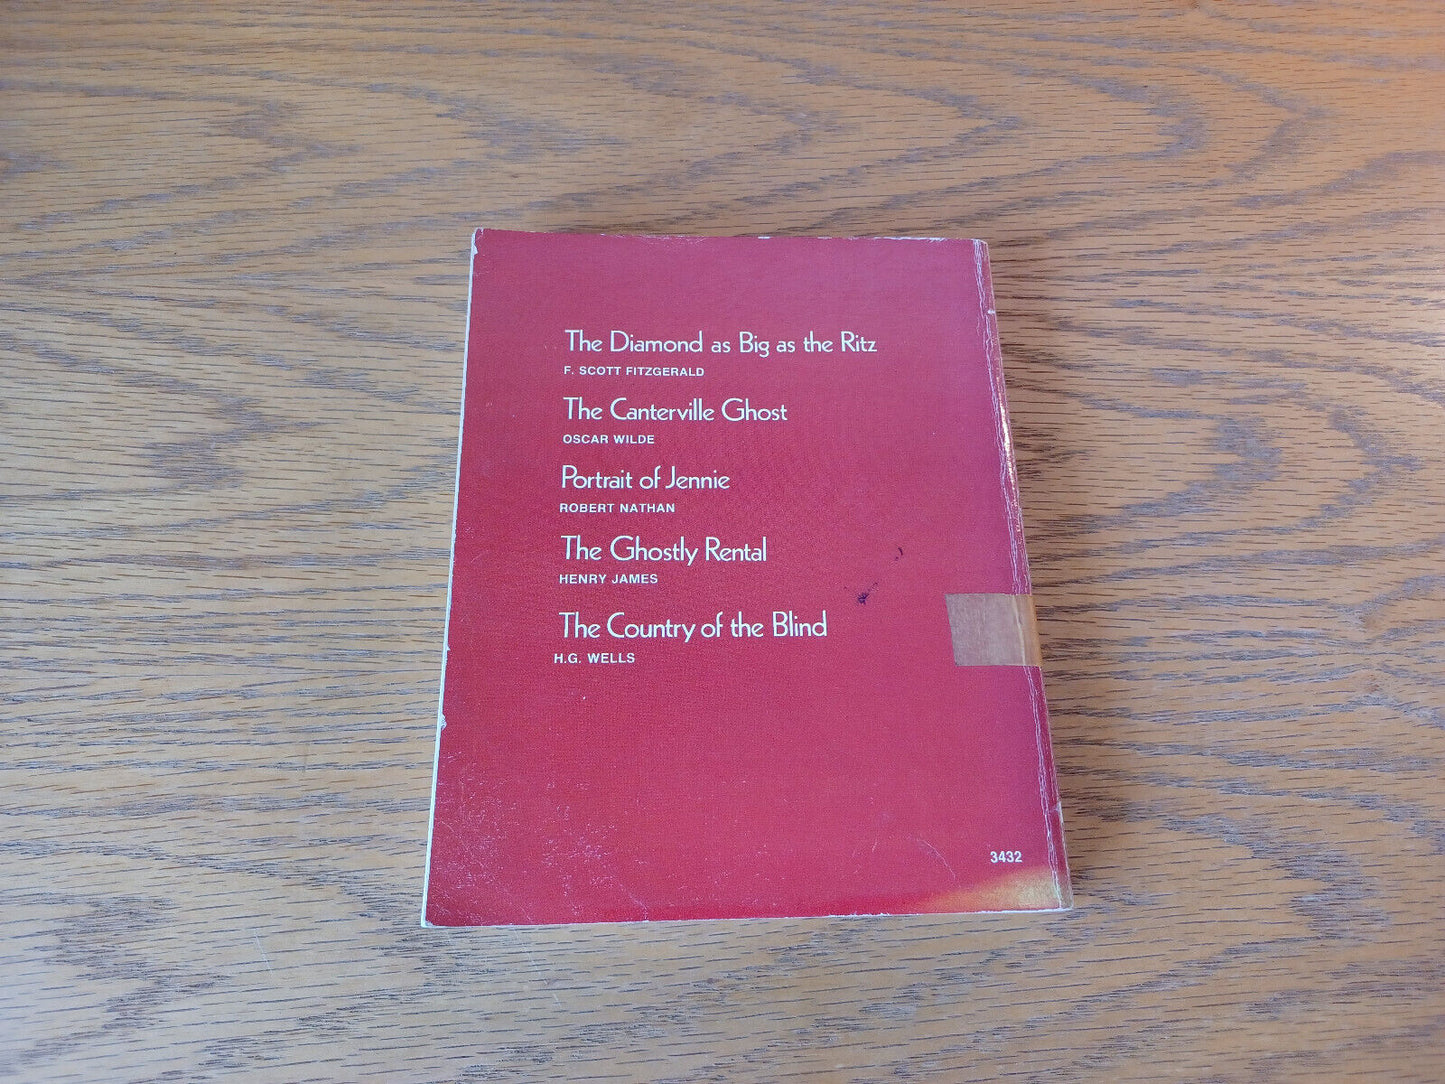 The Diamond as Big as the Ritz
F. SCOTT FITZGERALD
The Canterville Ghost
OSCAR WILDE
Portrait of Jennie
ROBERT NATHAN
The Ghostly Rental
HENRY JAMES
The Country of the Blind
H.G. WELLS
3432